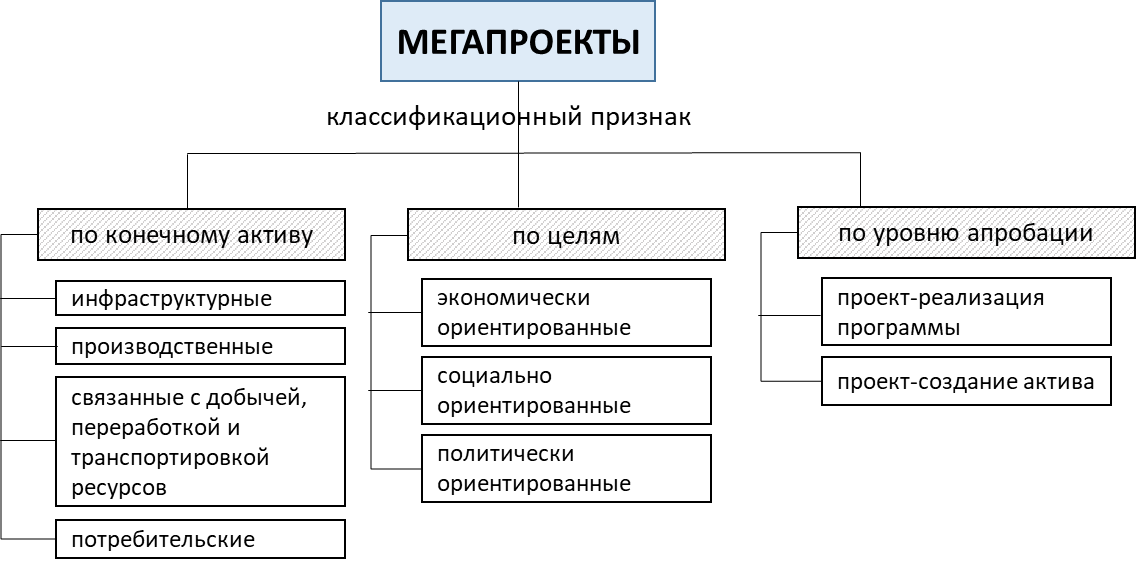 МЕГАПРОЕКТЫ
классификационный признак
по конечному активу
инфраструктурные
производственные
связанные с добычей,
переработкой и
транспортировкой
ресурсов
потребительские
по целям
экономически
ориентированные
социально
ориентированные
политически
ориентированные
по уровню апробации
проект-реализация
программы
проект-создание актива